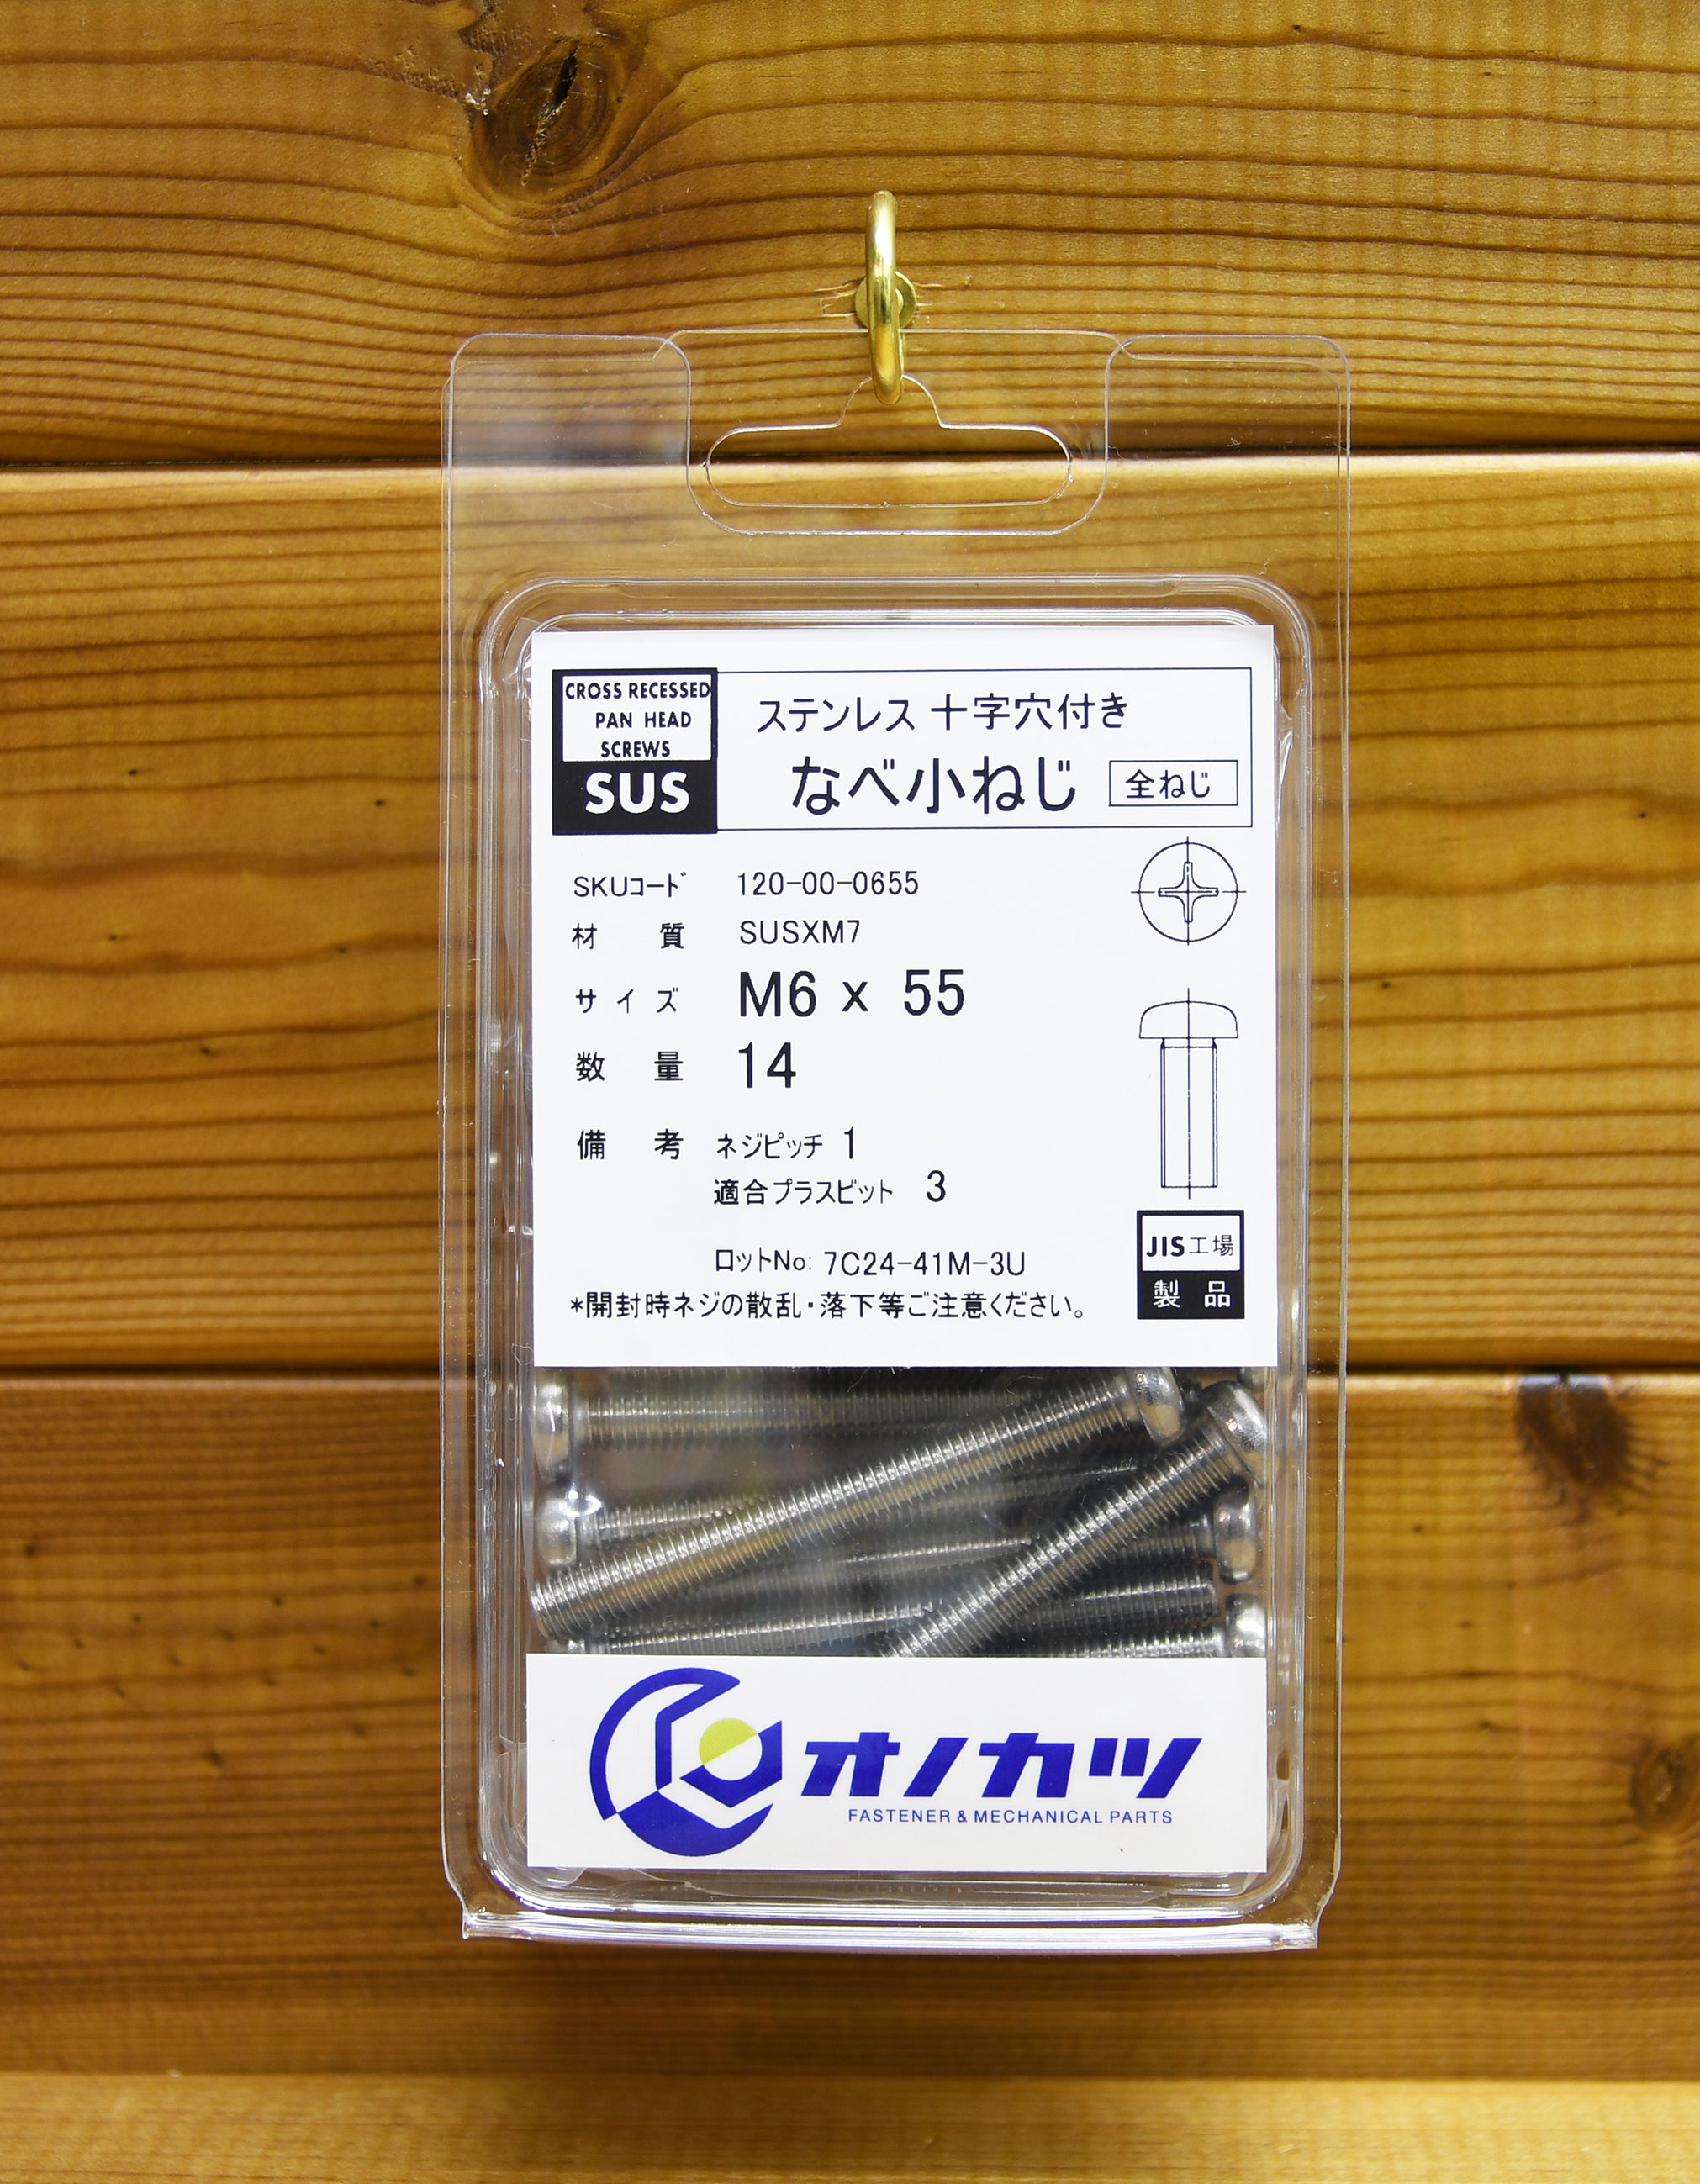 CROSS RECESSED
PAN HEAD
SCREWS
SUS
ステンレス 十字穴付き
なべ小ねじ 全ねじ
SKUコード 120-00-0655
材 質 SUSXM7
サイズ M6 x 55
数 量 14
備 考 ネジピッチ 1
適合プラスビット 3
ロットNo: 7C24-41M-3U
*開封時ネジの散乱・落下等ご注意ください。
JIS工場
製 品
オノカツ
FASTENER & MECHANICAL PARTS